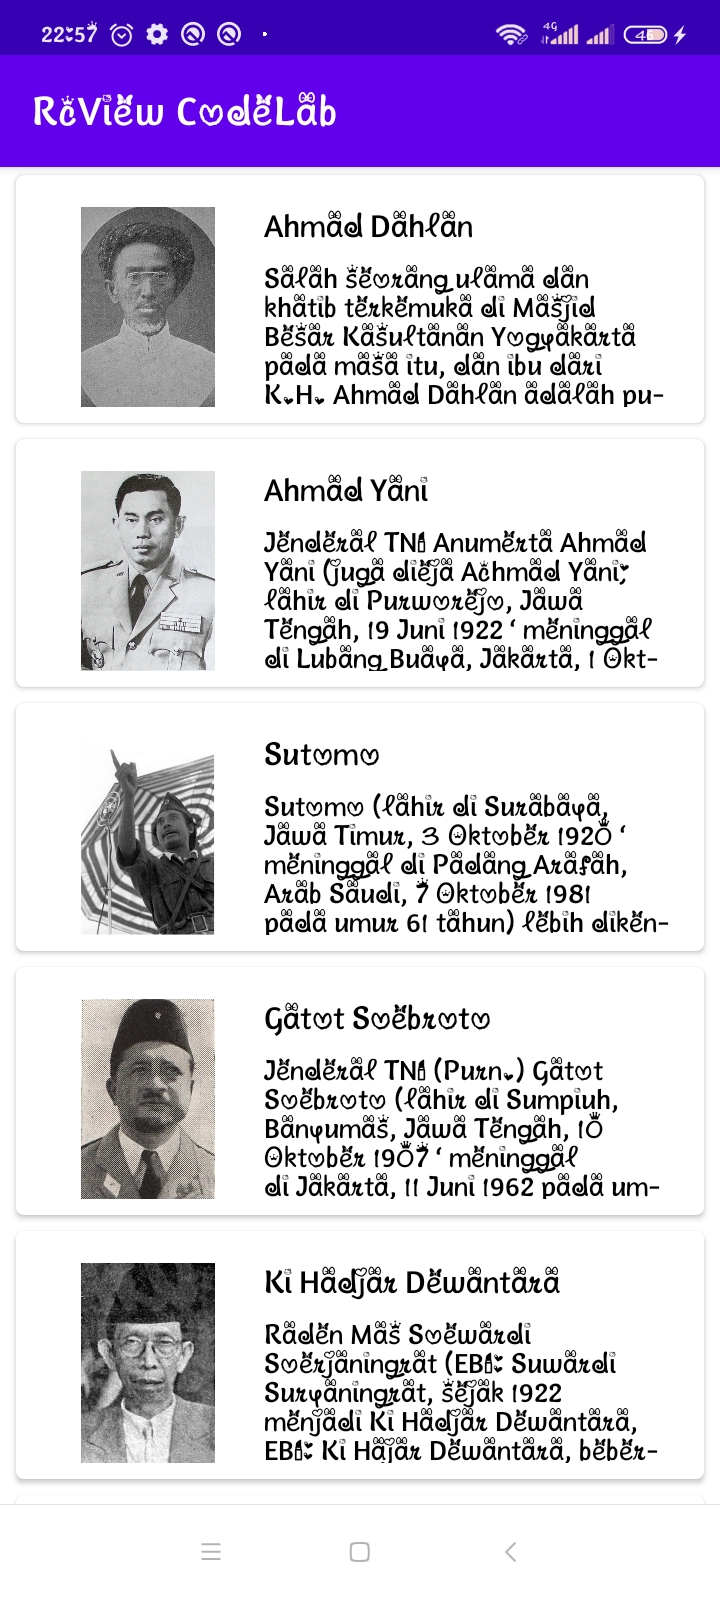 22:57
4G
46
ReView CodeLab
Ahmad Dahlan
Salah seorang ulama dan
khatib terkemuka di Masjid
Besar Kasultanan Yogyakarta
pada masa itu, dan ibu dari
K.H. Ahmad Dahlan adalah pu-
Ahmad Yani
Jenderal TNI Anumerta Ahmad
Yani (juga dieja Achmad Yani;
lahir di Purworejo, Jawa
Tengah, 19 Juni 1922 ‘ meninggal
di Lubang Buaya, Jakarta, 1 Okt-
Sutomo
Sutomo (lahir di Surabaya,
Jawa Timur, 3 Oktober 1920 ‘
meninggal di Padang Arafah,
Arab Saudi, 7 Oktober 1981
pada umur 61 tahun) lebih diken-
Gatot Soebroto
Jenderal TNI (Purn.) Gatot
Soebroto (lahir di Sumpiuh,
Banyumas, Jawa Tengah, 10
Oktober 1907 ‘ meninggal
di Jakarta, 11 Juni 1962 pada um-
Ki Hadjar Dewantara
Raden Mas Soewardi
Soerjaningrat (EBI: Suwardi
Suryaningrat, sejak 1922
menjadi Ki Hadjar Dewantara,
EBI: Ki Hajar Dewantara, beber-